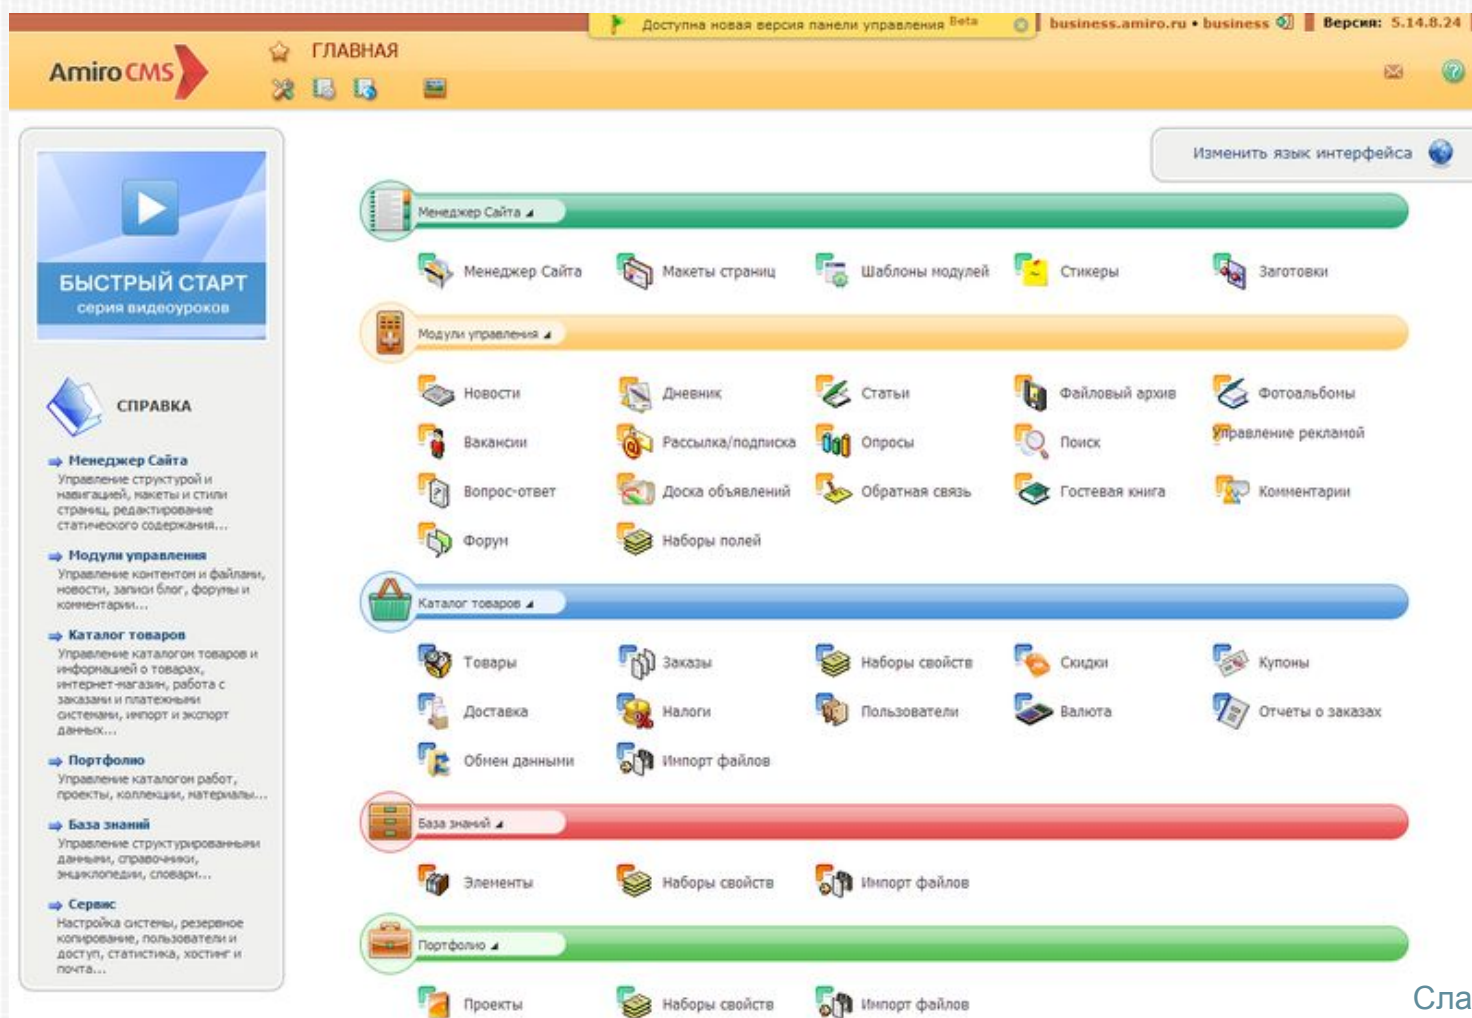 Доступна новая версия панели управления Beta
business.amiro.ru • business
Версия: 5.14.8.24
Amiro CMS
ГЛАВНАЯ
Изменить язык интерфейса
БЫСТРЫЙ СТАРТ
серия видеоуроков
СПРАВКА
Менеджер Сайта
Управление структурой и
навигацией, макеты и стили
страниц, редактирование
статического содержания...
Модули управления
Управление контентом и файлами,
новости, записи блог, форумы и
комментарии...
Каталог товаров
Управление каталогом товаров и
информацией о товарах,
интернет-магазин, работа с
заказами и платежными
системами, импорт и экспорт
данных...
Портфолио
Управление каталогом работ,
проекты, коллекции, материалы...
База знаний
Управление структурированными
данными, справочники,
энциклопедии, словари...
Сервис
Настройка системы, резервное
копирование, пользователи и
доступ, статистика, хостинг и
почта...
Менеджер Сайта
Менеджер Сайта Макеты страниц Шаблоны модулей Стикеры Заготовки
Модули управления
Новости Дневник Статьи Файловый архив Фотоальбомы
Вакансии Рассылка/подписка Опросы Поиск Управление рекламой
Вопрос-ответ Доска объявлений Обратная связь Гостевая книга Комментарии
Форум Наборы полей
Каталог товаров
Товары Заказы Наборы свойств Скидки Купоны
Доставка Налоги Пользователи Валюта Отчеты о заказах
Обмен данными Импорт файлов
База знаний
Элементы Наборы свойств Импорт файлов
Портфолио
Проекты Наборы свойств Импорт файлов
Сла